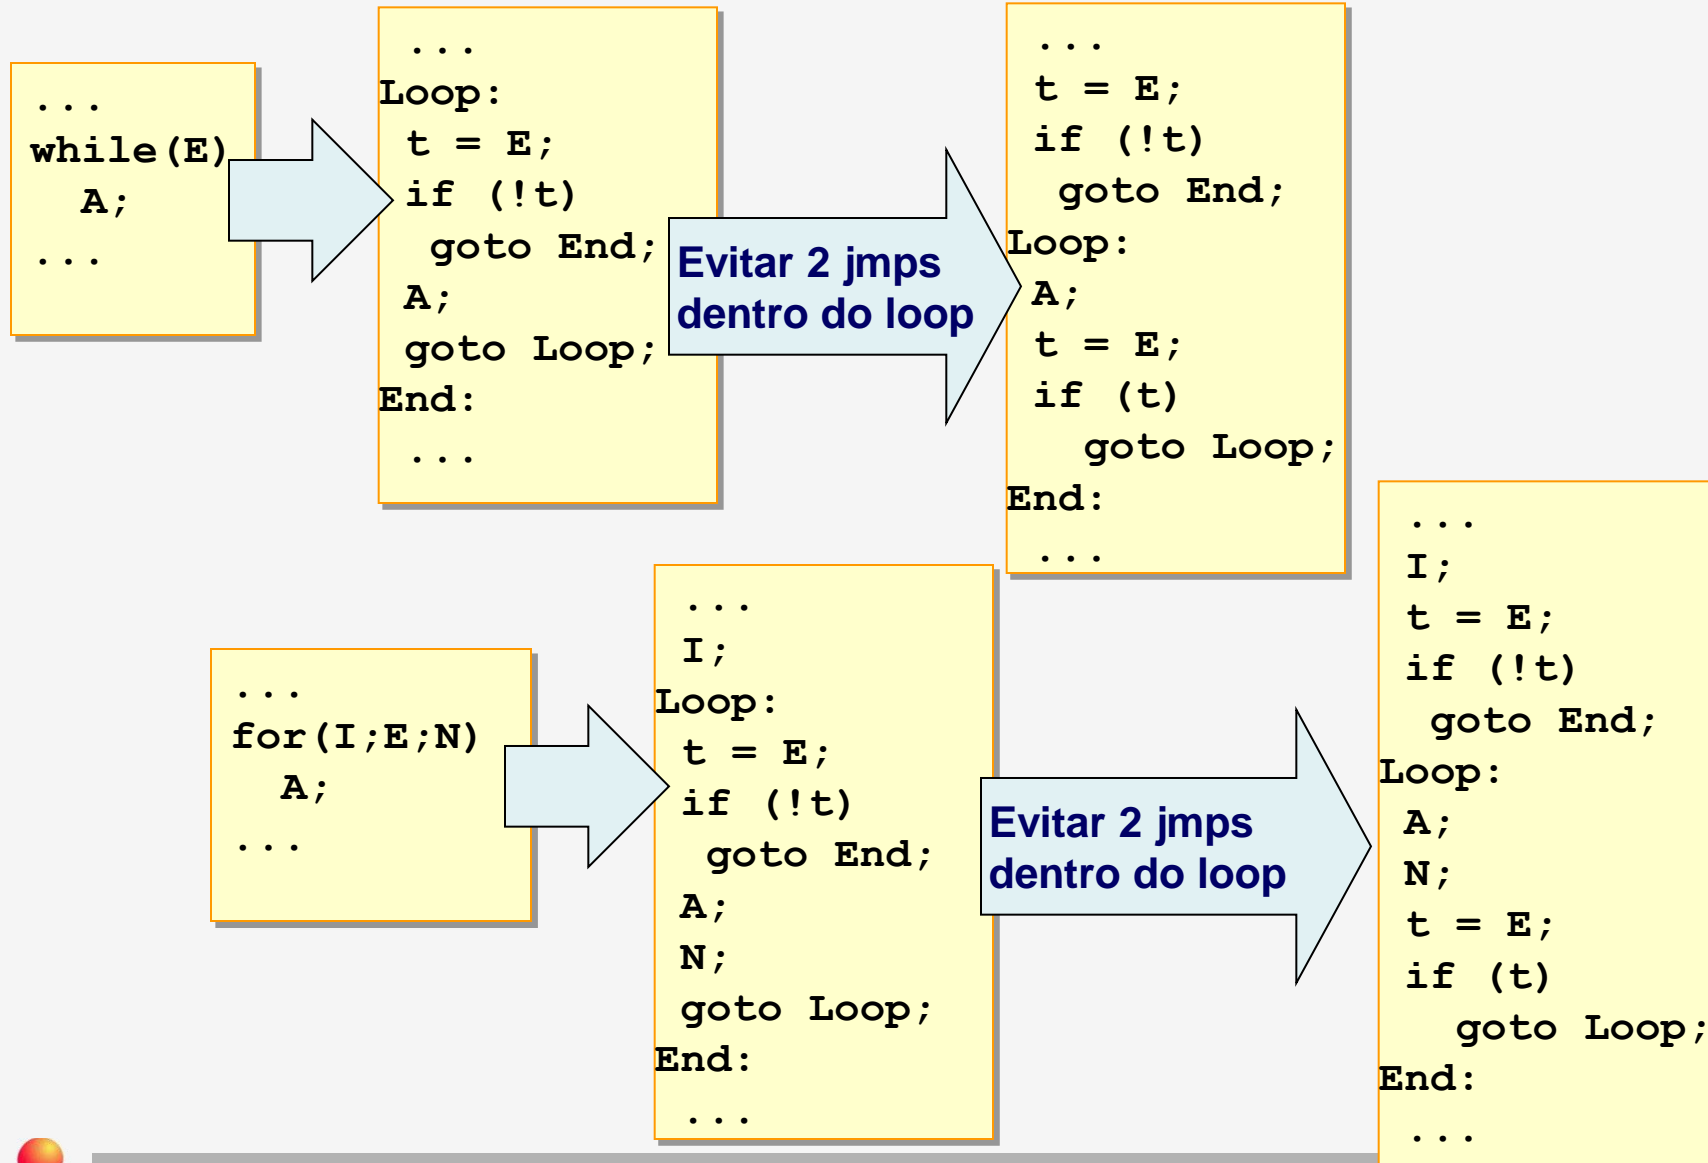 ...
while(E)
A;
...
...
Loop:
t = E;
if (!t)
goto End;
A;
goto Loop;
End:
...
Evitar 2 jmps
dentro do loop
...
t = E;
if (!t)
goto End;
Loop:
A;
t = E;
if (t)
goto Loop;
End:
...
...
for(I;E;N)
A;
...
...
I;
Loop:
t = E;
if (!t)
goto End;
A;
N;
goto Loop;
End:
...
Evitar 2 jmps
dentro do loop
...
I;
t = E;
if (!t)
goto End;
Loop:
A;
N;
t = E;
if (t)
goto Loop;
End:
...